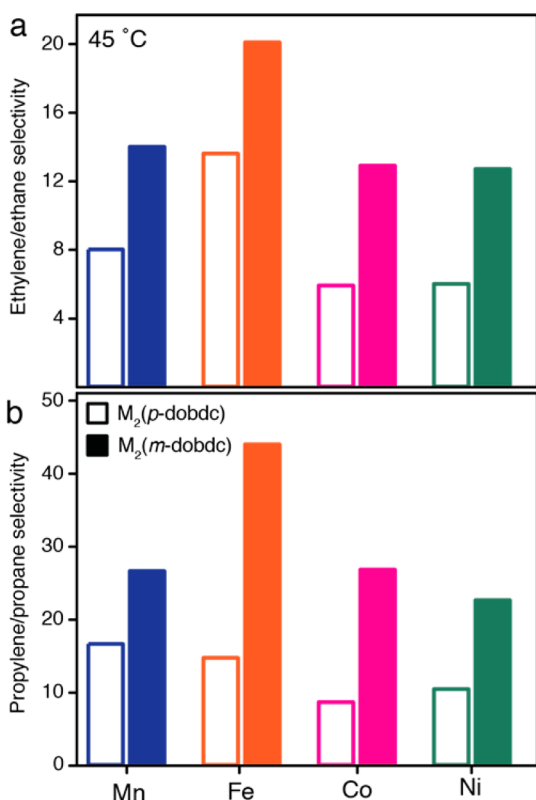 a
45 ˚C
Ethylene/ethane selectivity
20
16
12
8
4
b
M₂(p-dobdc)
M₂(m-dobdc)
Propylene/propane selectivity
50
40
30
20
10
0
Mn Fe Co Ni